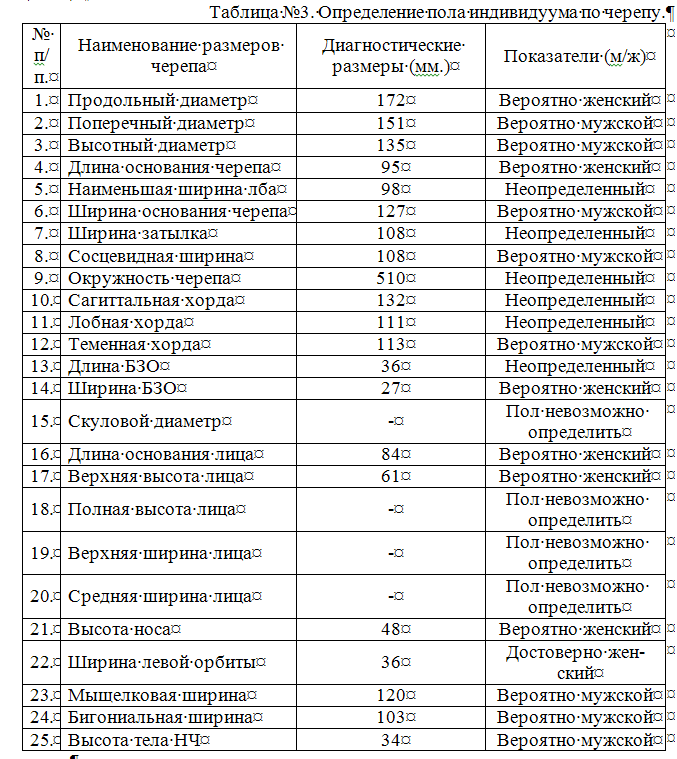 Таблица №3. Определение пола индивидуума по черепу.
№ п/п. Наименование размеров черепа Диагностические размеры (мм.) Показатели (м/ж)
1. Продольный диаметр 172 Вероятно женский
2. Поперечный диаметр 151 Вероятно мужской
3. Высотный диаметр 135 Вероятно мужской
4. Длина основания черепа 95 Вероятно женский
5. Наименьшая ширина лба 98 Неопределенный
6. Ширина основания черепа 127 Вероятно мужской
7. Ширина затылка 108 Неопределенный
8. Сосцевидная ширина 108 Вероятно мужской
9. Окружность черепа 510 Неопределенный
10. Сагиттальная хорда 132 Неопределенный
11. Лобная хорда 111 Неопределенный
12. Теменная хорда 113 Вероятно мужской
13. Длина БЗО 36 Неопределенный
14. Ширина БЗО 27 Вероятно женский
15. Скуловой диаметр - Пол невозможно определить
16. Длина основания лица 84 Вероятно женский
17. Верхняя высота лица 61 Вероятно женский
18. Полная высота лица - Пол невозможно определить
19. Верхняя ширина лица - Пол невозможно определить
20. Средняя ширина лица - Пол невозможно определить
21. Высота носа 48 Вероятно женский
22. Ширина левой орбиты 36 Достоверно жен-ский
23. Мыщелковая ширина 120 Вероятно мужской
24. Бигониальная ширина 103 Вероятно мужской
25. Высота тела НЧ 34 Вероятно мужской